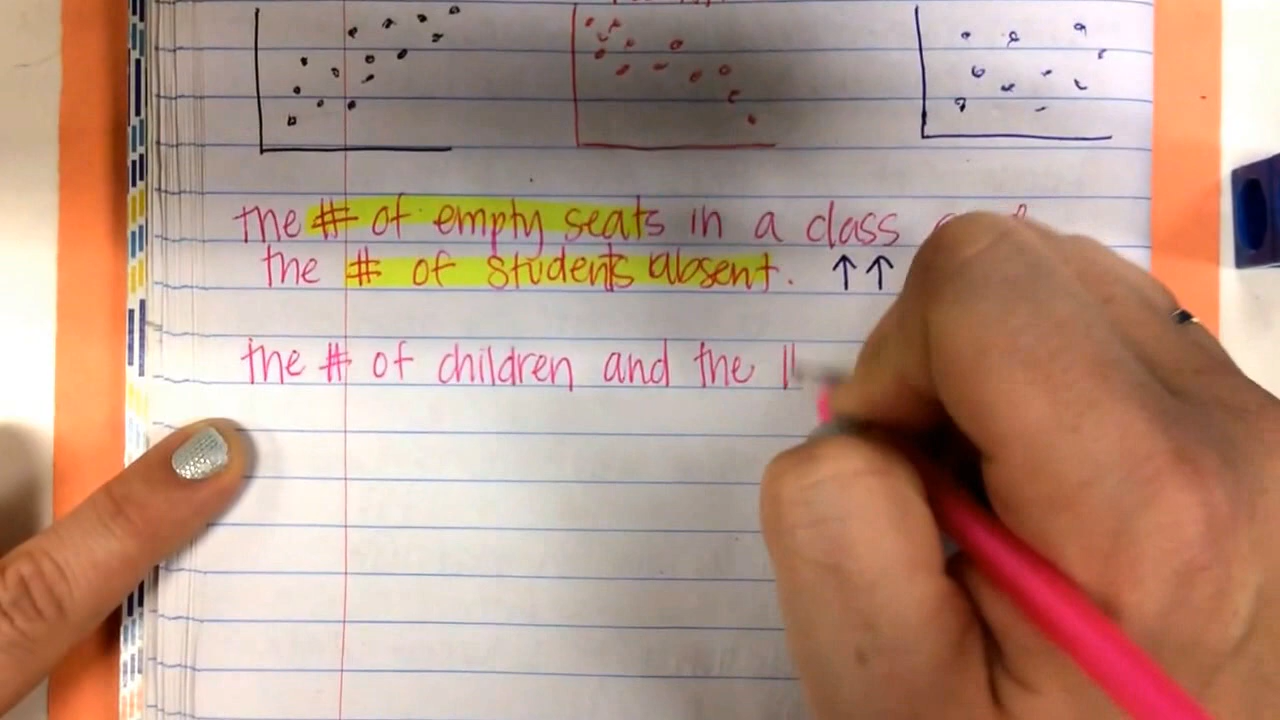 the # of empty seats in a class
the # of students absent. ↑↑
the # of children and the